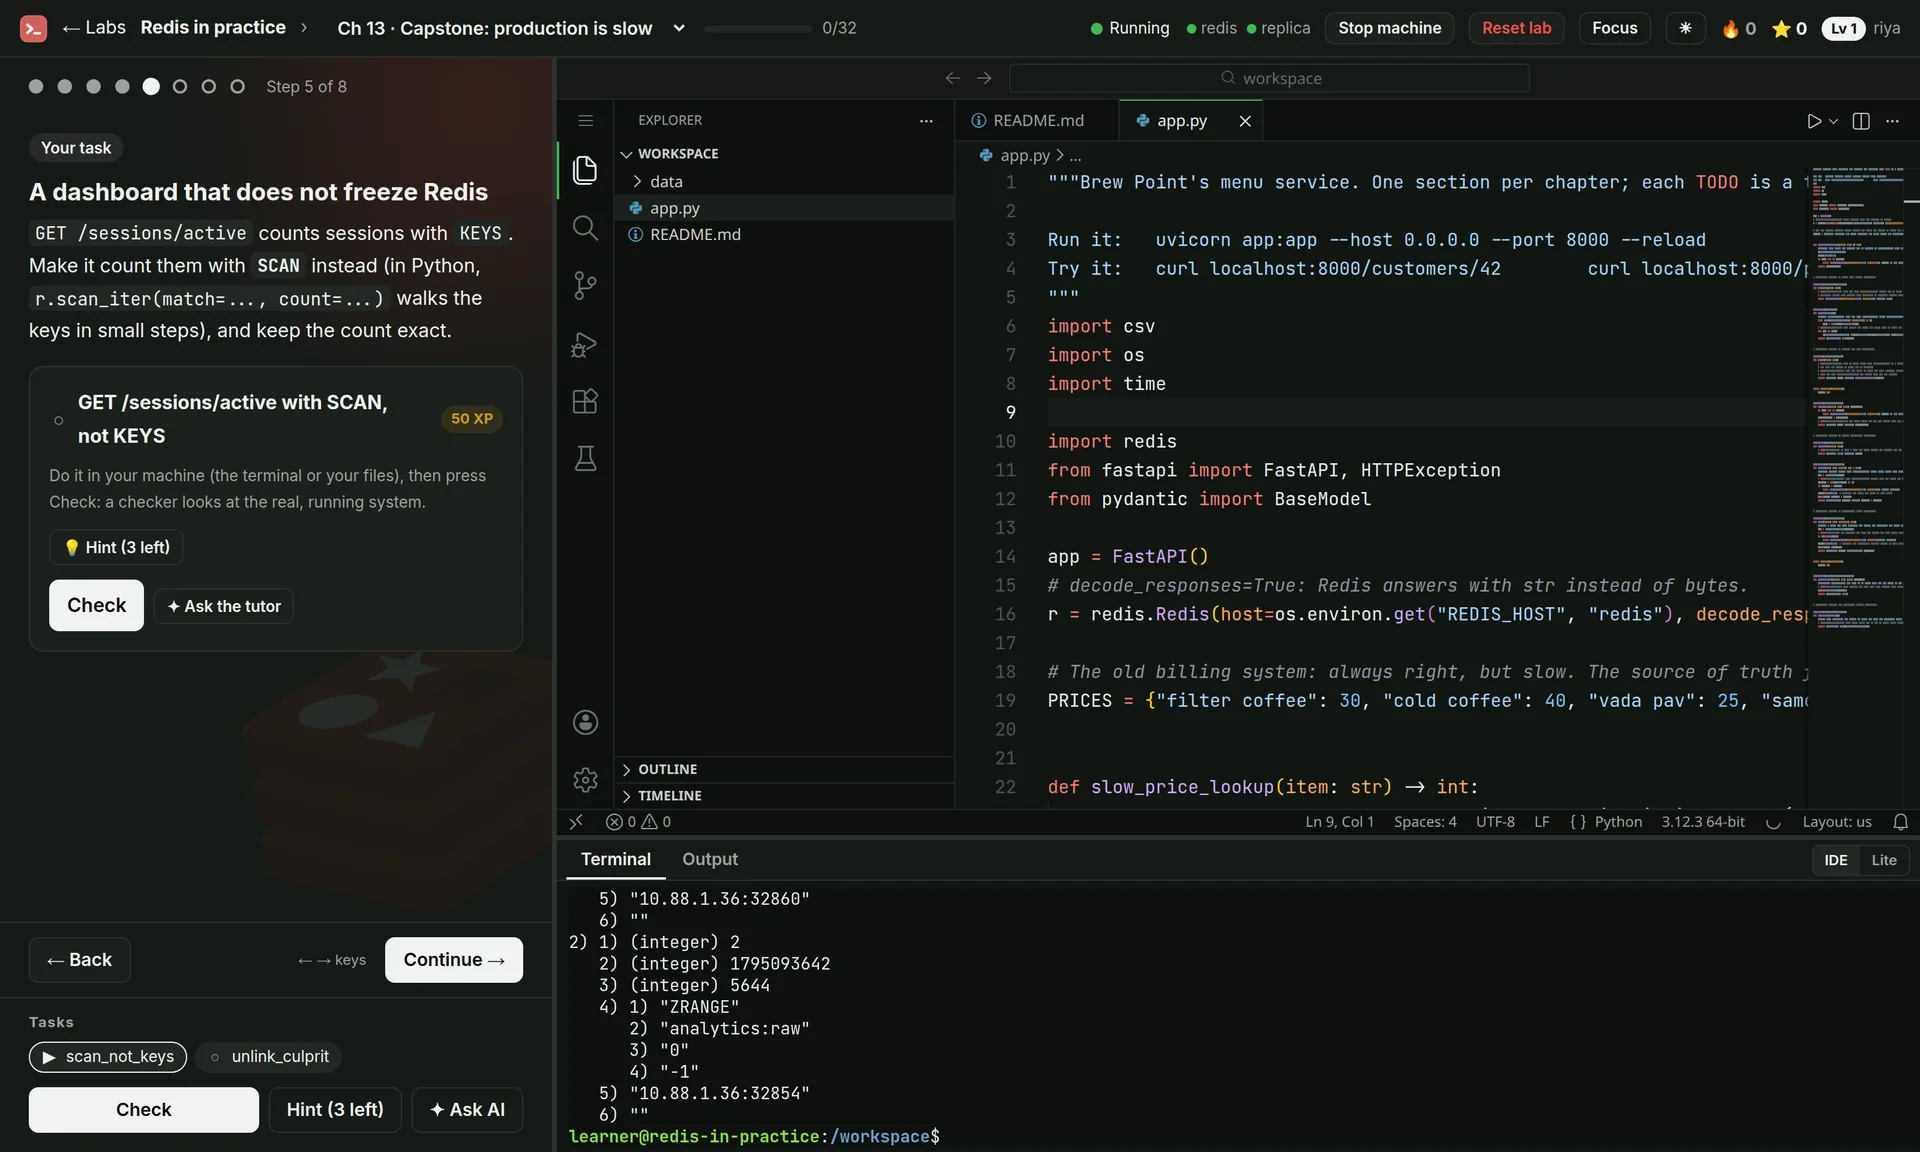 ← Labs Redis in practice › Ch 13 · Capstone: production is slow 0/32 Running redis replica Stop machine Reset lab Focus 0 0 Lv 1 riya
Step 5 of 8
Your task
A dashboard that does not freeze Redis
GET /sessions/active counts sessions with KEYS .
Make it count them with SCAN instead (in Python,
r.scan_iter(match=..., count=...) walks the
keys in small steps), and keep the count exact.
GET /sessions/active with SCAN,
not KEYS
50 XP
Do it in your machine (the terminal or your files), then press
Check: a checker looks at the real, running system.
Hint (3 left)
Check
Ask the tutor
← Back
←→ keys
Continue →
Tasks
scan_not_keys
unlink_culprit
Check
Hint (3 left)
Ask AI
workspace
EXPLORER
WORKSPACE
data
app.py
README.md
OUTLINE
TIMELINE
README.md
app.py
app.py > ...
1 """Brew Point's menu service. One section per chapter; each TODO is a
2
3 Run it: uvicorn app:app --host 0.0.0.0 --port 8000 --reload
4 Try it: curl localhost:8000/customers/42 curl localhost:8000/
5 """
6 import csv
7 import os
8 import time
9
10 import redis
11 from fastapi import FastAPI, HTTPException
12 from pydantic import BaseModel
13
14 app = FastAPI()
15 # decode_responses=True: Redis answers with str instead of bytes.
16 r = redis.Redis(host=os.environ.get("REDIS_HOST", "redis"), decode_resp
17
18 # The old billing system: always right, but slow. The source of truth
19 PRICES = {"filter coffee": 30, "cold coffee": 40, "vada pav": 25, "samo
20
21
22 def slow_price_lookup(item: str) -> int:
0 0
Ln 9, Col 1 Spaces: 4 UTF-8 LF {} Python 3.12.3 64-bit Layout: us
Terminal Output
IDE Lite
5) "10.88.1.36:32860"
6) ""
2) 1) (integer) 2
2) (integer) 1795093642
3) (integer) 5644
4) 1) "ZRANGE"
2) "analytics:raw"
3) "0"
4) "-1"
5) "10.88.1.36:32854"
6) ""
learner@redis-in-practice:/workspace$